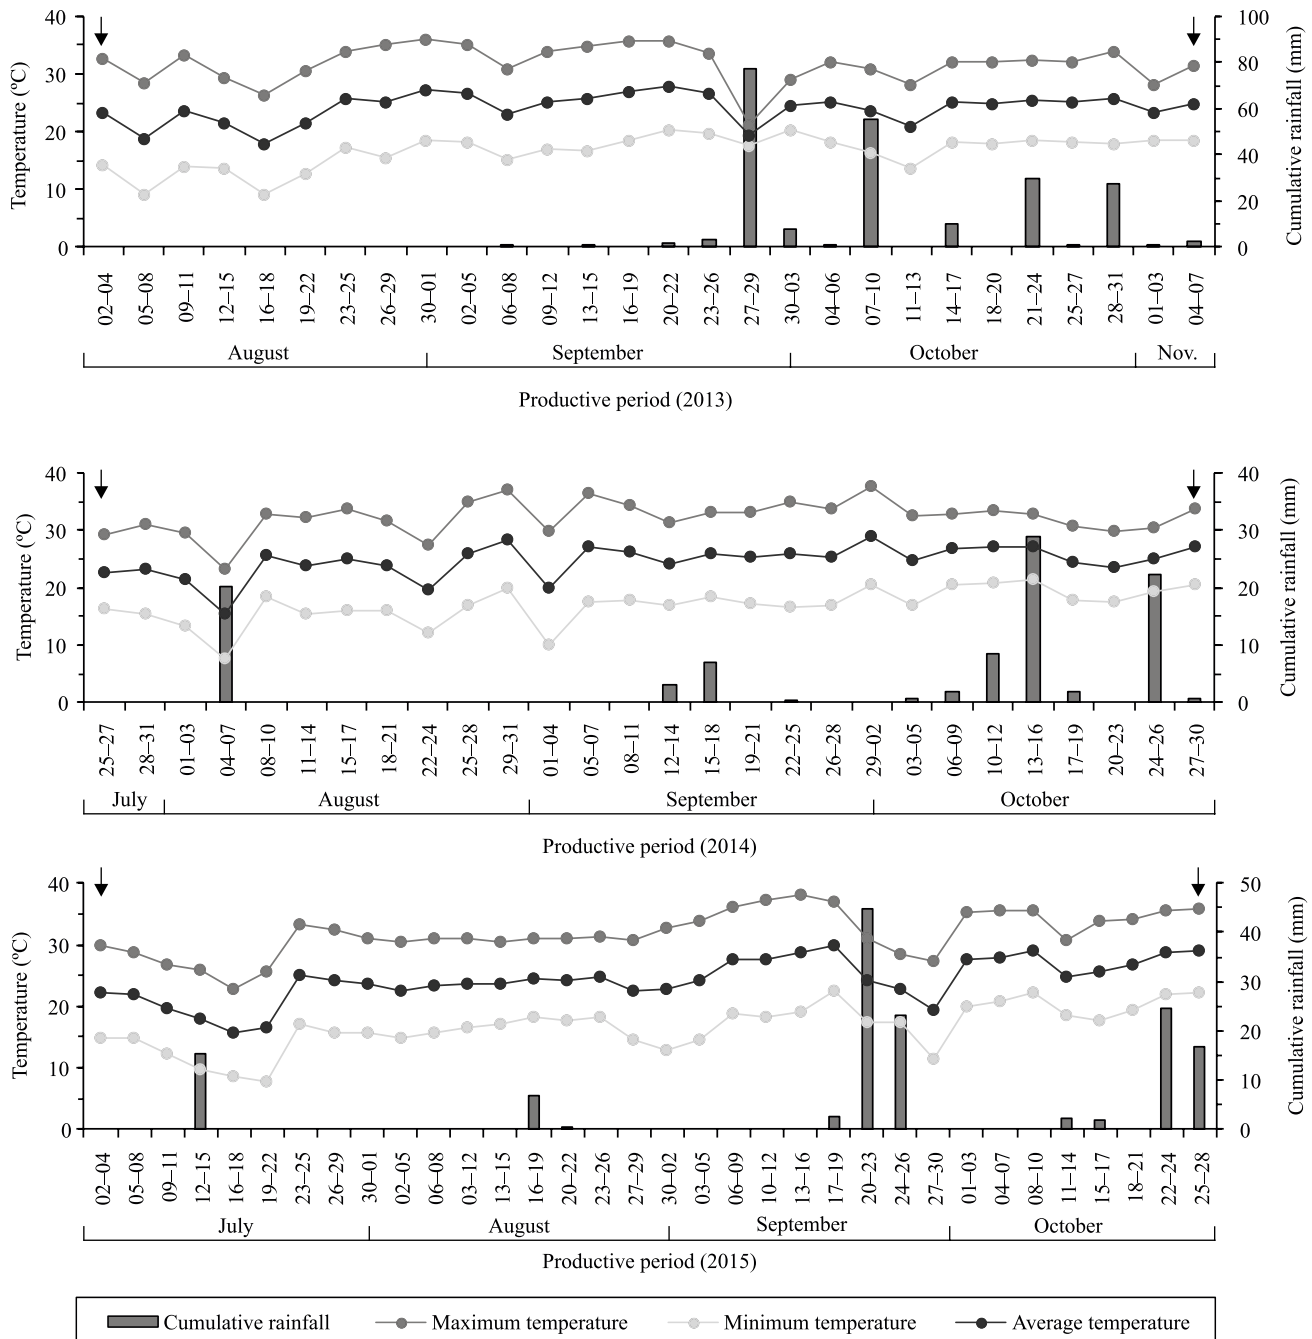 40
30
20
10
0
Temperature (ºC)
100
80
60
40
20
0
Cumulative rainfall (mm)
02–04 05–08 09–11 12–15 16–18 19–22 23–25 26–29 30–01 02–05 06–08 09–12 13–15 16–19 20–22 23–26 27–29 30–03 04–06 07–10 11–13 14–17 18–20 21–24 25–27 28–31 01–03 04–07
August September October Nov.
Productive period (2013)
40
30
20
10
0
Temperature (ºC)
40
30
20
10
0
Cumulative rainfall (mm)
25–27 28–31 01–03 04–07 08–10 11–14 15–17 18–21 22–24 25–28 29–31 01–04 05–07 08–11 12–14 15–18 19–21 22–25 26–28 29–02 03–05 06–09 10–12 13–16 17–19 20–23 24–26 27–30
July August September October
Productive period (2014)
40
30
20
10
0
Temperature (ºC)
50
40
30
20
10
0
Cumulative rainfall (mm)
02–04 05–08 09–11 12–15 16–18 19–22 23–25 26–29 30–01 02–05 06–08 09–12 13–15 16–19 20–22 23–26 27–29 30–02 03–05 06–09 10–12 13–16 17–19 20–23 24–26 27–30 01–03 04–07 08–10 11–14 15–17 18–21 22–24 25–28
July August September October
Productive period (2015)
Cumulative rainfall Maximum temperature Minimum temperature Average temperature